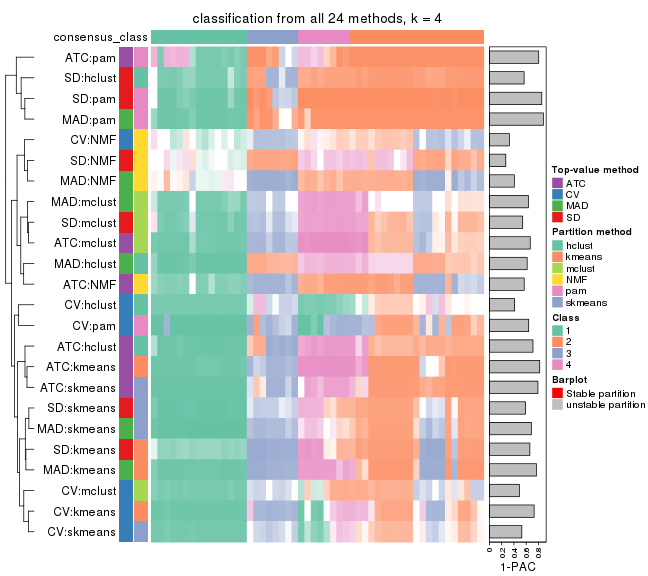 classification from all 24 methods, k = 4
consensus_class
ATC:pam
SD:hclust
SD:pam
MAD:pam
CV:NMF
SD:NMF
MAD:NMF
MAD:mclust
SD:mclust
ATC:mclust
MAD:hclust
ATC:NMF
CV:hclust
CV:pam
ATC:hclust
ATC:kmeans
ATC:skmeans
SD:skmeans
MAD:skmeans
SD:kmeans
MAD:kmeans
CV:mclust
CV:kmeans
CV:skmeans
0
0.2
0.4
0.6
0.8
1-PAC
Top-value method
ATC
CV
MAD
SD
Partition method
hclust
kmeans
mclust
NMF
pam
skmeans
Class
1
2
3
4
Barplot
Stable partition
unstable partition